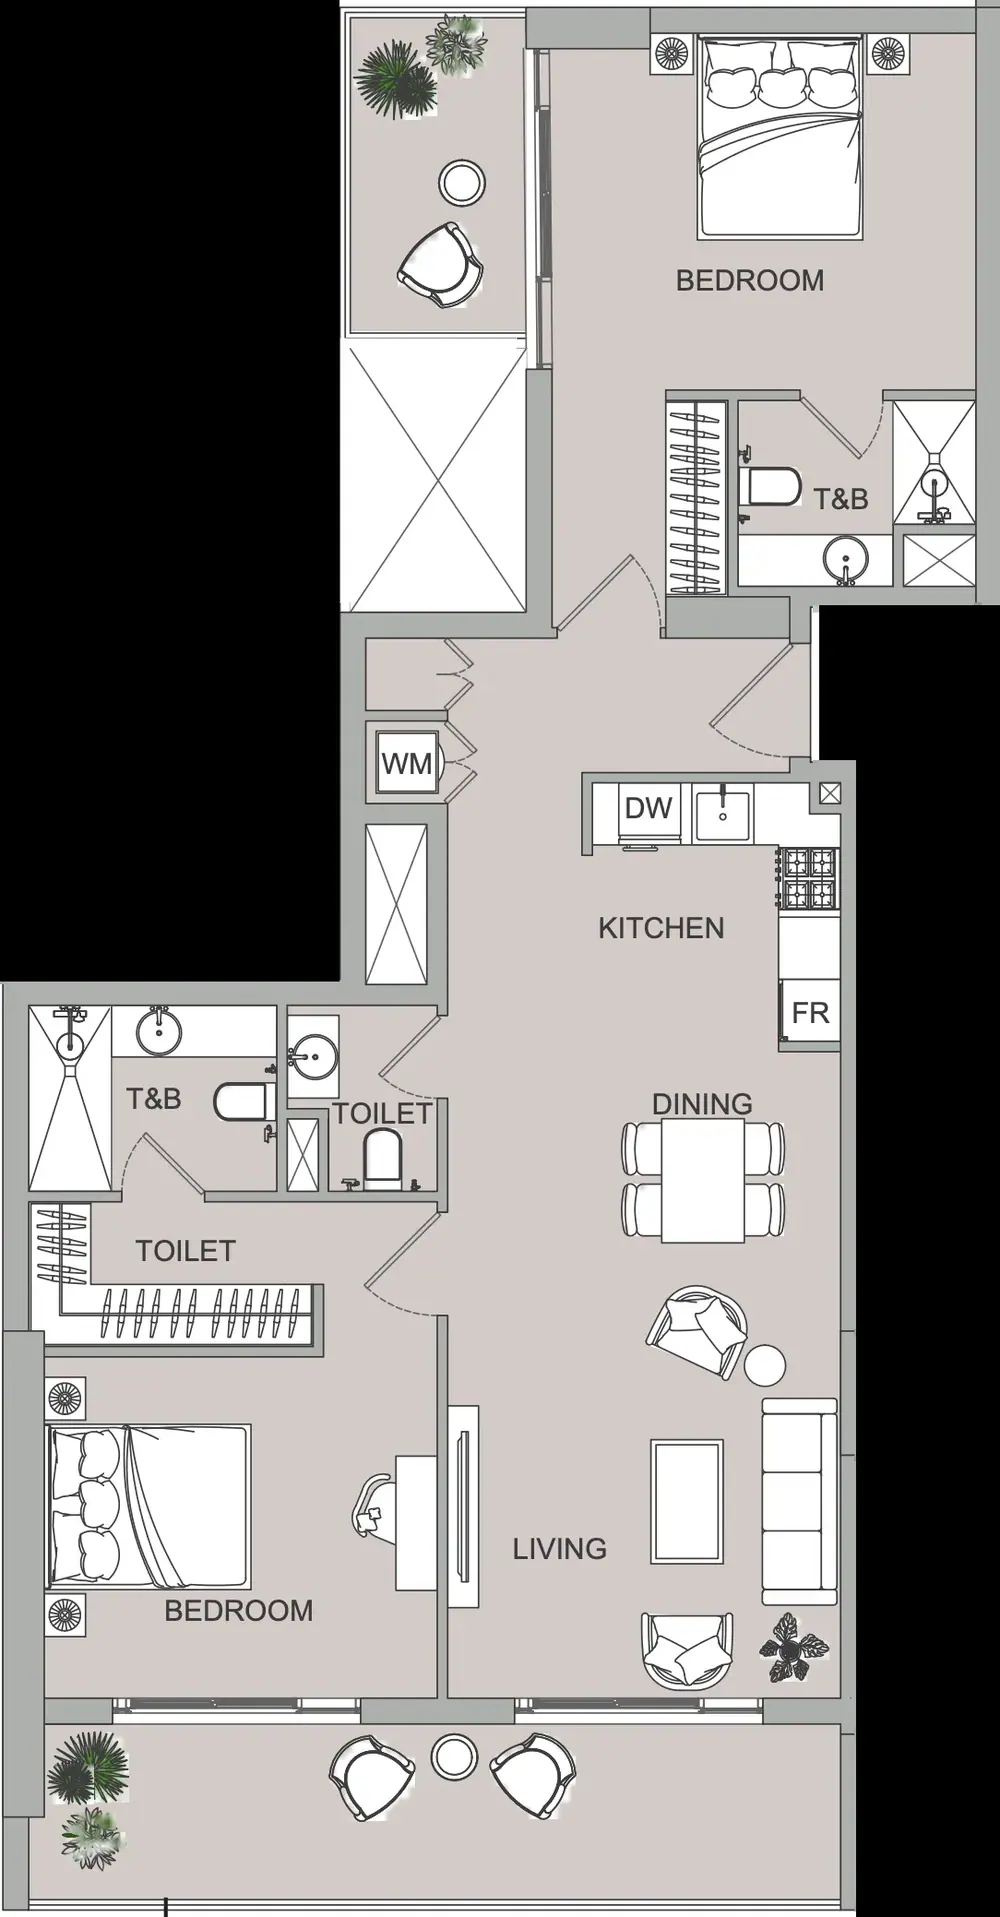 BEDROOM
T&B
WM
DW
KITCHEN
FR
T&B
TOILET
DINING
TOILET
LIVING
BEDROOM